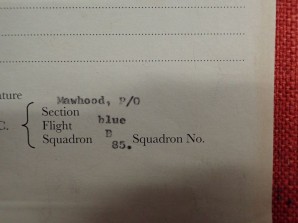 ature Mawhood, P/O
Section
C. { Flight blue
Squadron B
85. Squadron No.